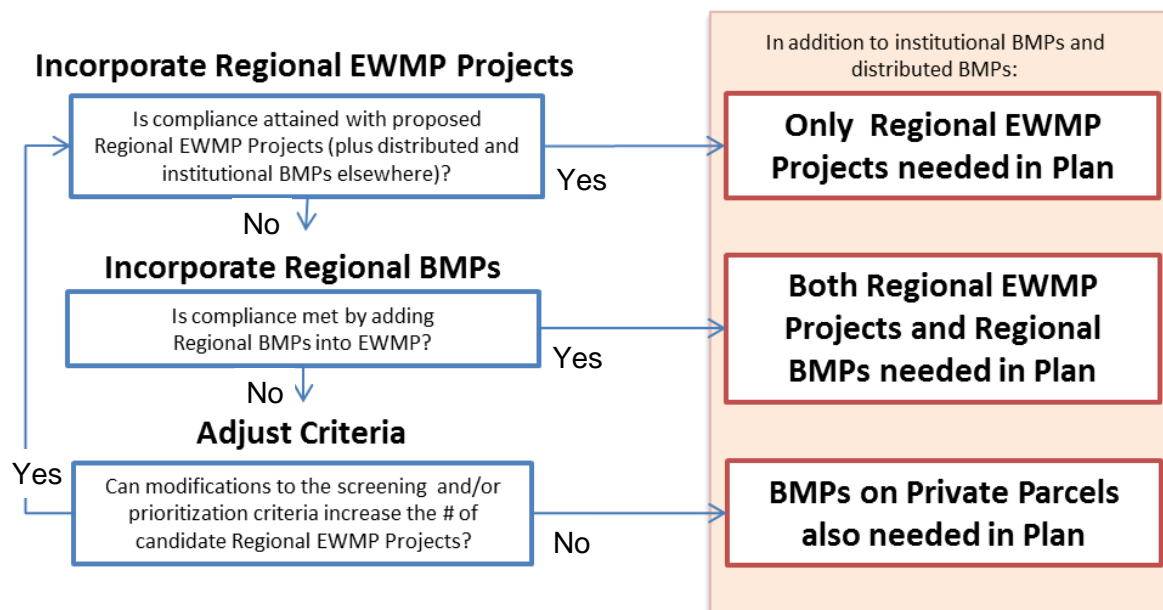 Incorporate Regional EWMP Projects
Is compliance attained with proposed
Regional EWMP Projects (plus distributed and
institutional BMPs elsewhere)?
Yes
No
Incorporate Regional BMPs
Is compliance met by adding
Regional BMPs into EWMP?
Yes
No
Adjust Criteria
Yes
Can modifications to the screening and/or
prioritization criteria increase the # of
candidate Regional EWMP Projects?
No
In addition to institutional BMPs and
distributed BMPs:
Only Regional EWMP
Projects needed in Plan
Both Regional EWMP
Projects and Regional
BMPs needed in Plan
BMPs on Private Parcels
also needed in Plan